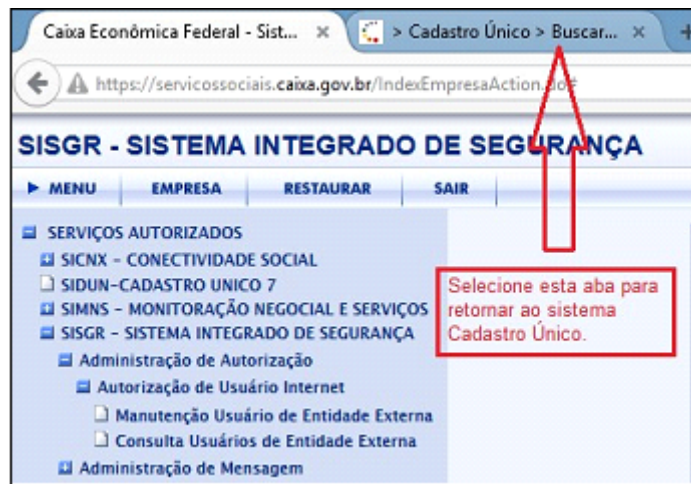 Caixa Econômica Federal - Sist... × > Cadastro Único > Buscar... × +
https://servicossociais.caixa.gov.br/IndexEmpresaAction.do#
SISGR - SISTEMA INTEGRADO DE SEGURANÇA
MENU EMPRESA RESTAURAR SAIR
SERVIÇOS AUTORIZADOS
SICNX - CONECTIVIDADE SOCIAL
SIDUN-CADASTRO UNICO 7
SIMNS - MONITORAÇÃO NEGOCIAL E SERVIÇOS
SISGR - SISTEMA INTEGRADO DE SEGURANÇA
Administração de Autorização
Autorização de Usuário Internet
Manutenção Usuário de Entidade Externa
Consulta Usuários de Entidade Externa
Administração de Mensagem
Selecione esta aba para
retornar ao sistema
Cadastro Único.